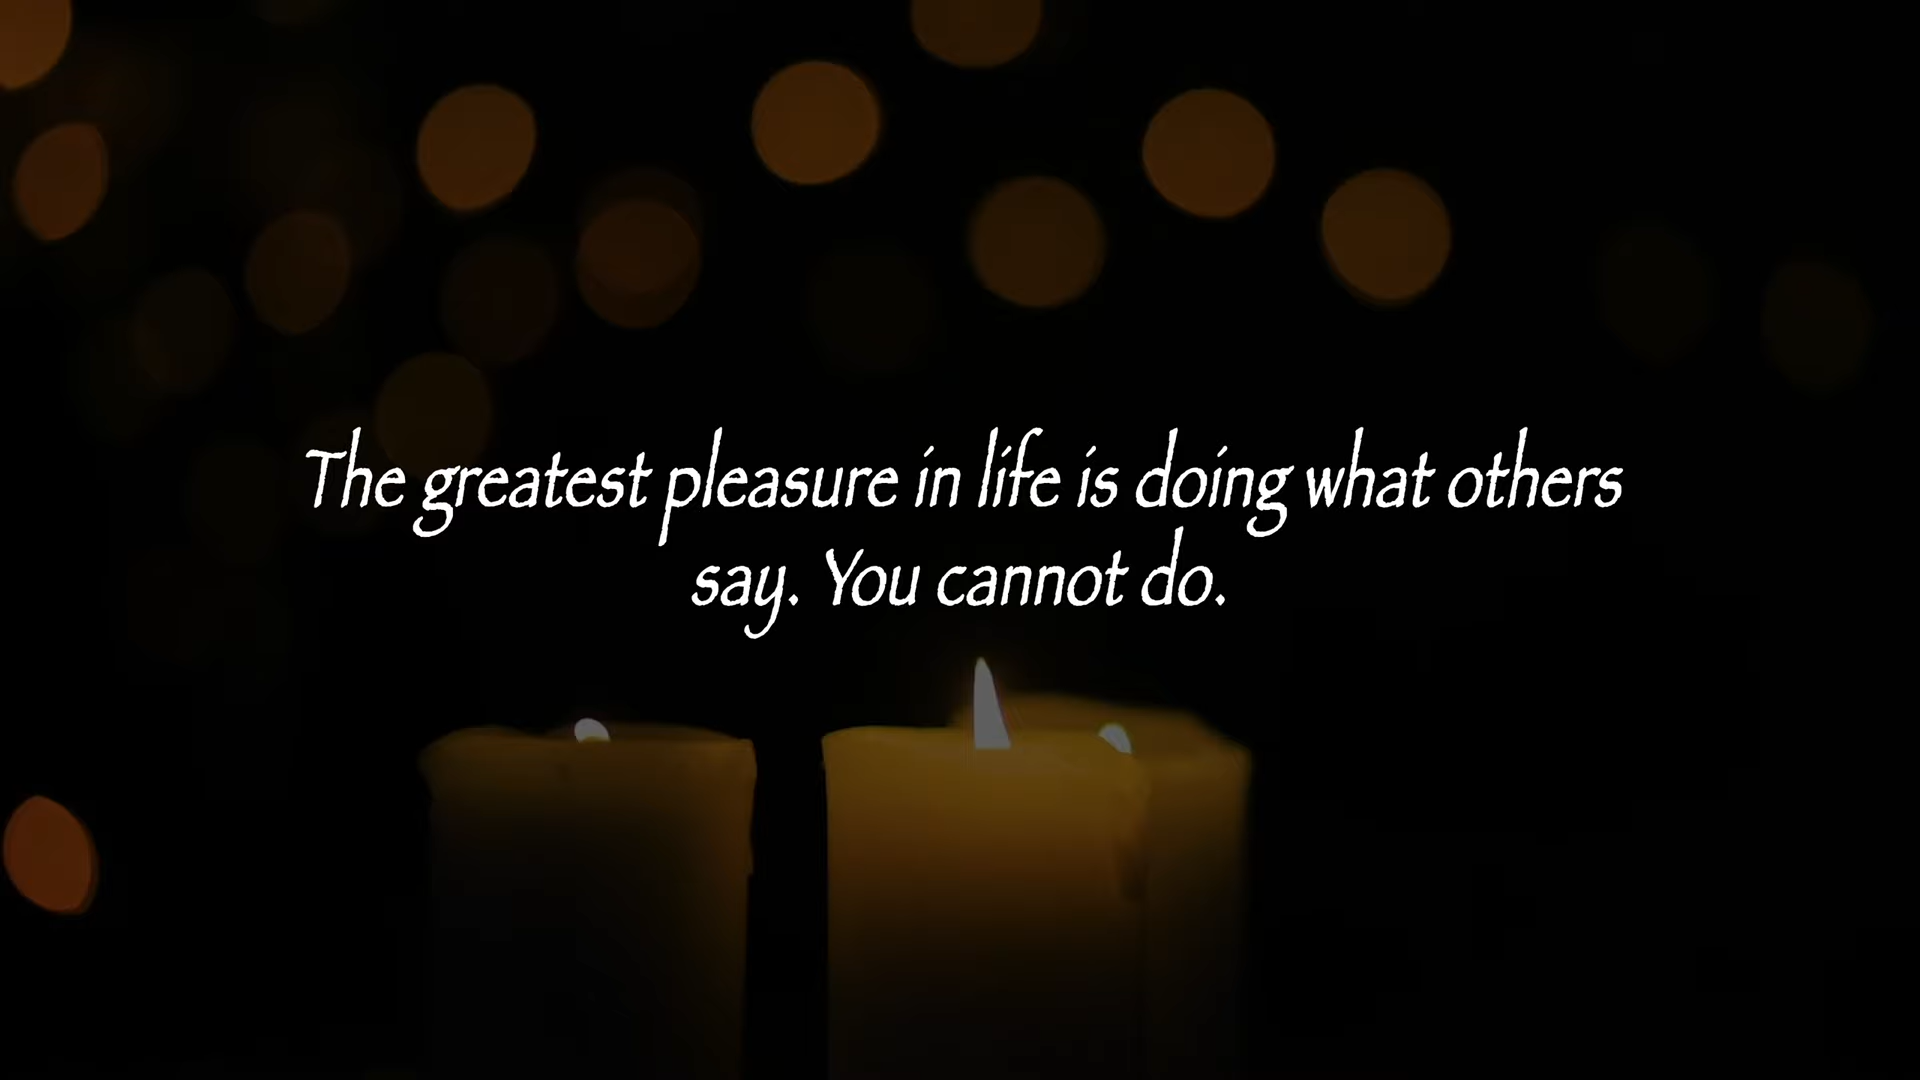 The greatest pleasure in life is doing what others
say. You cannot do.